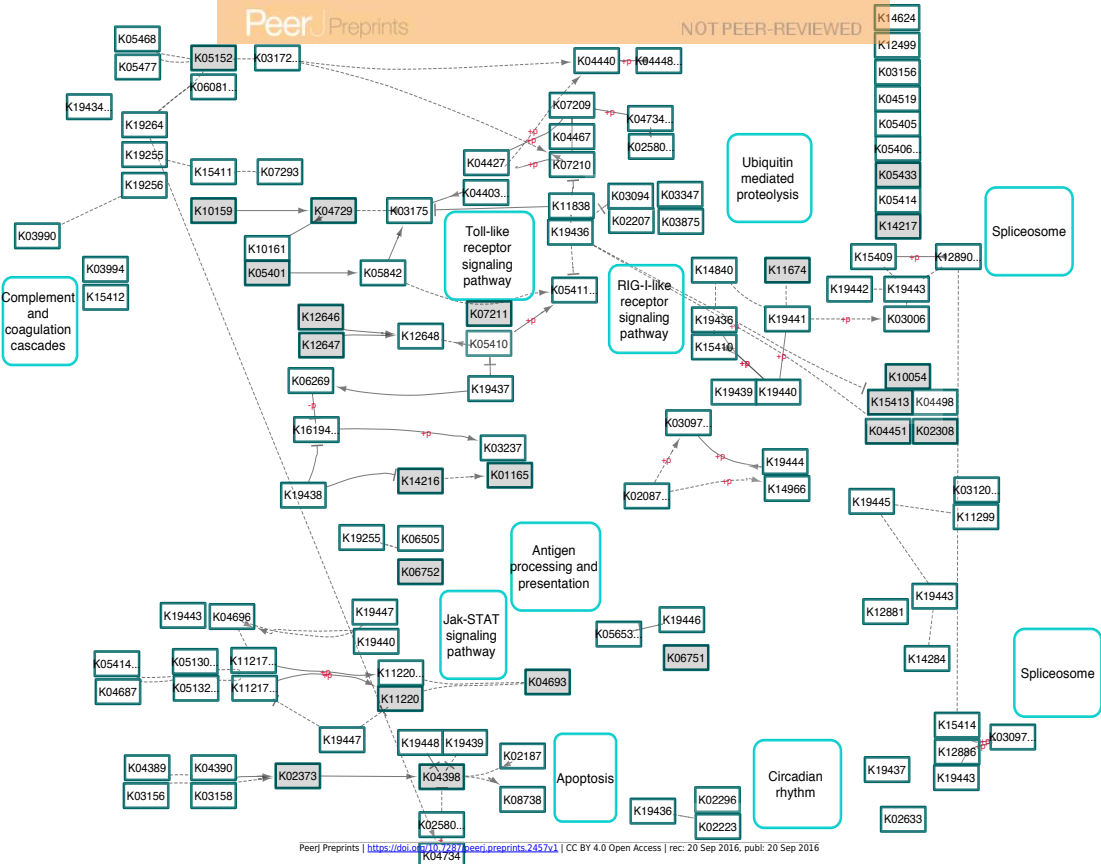 PeerJ Preprints
NOT PEER-REVIEWED
K14624
K12499
K03156
K04519
K05405
K05406...
K05433
K05414
K14217
K05468
K05477
K05152
K03172...
K06081...
K04440
+p
K04448...
K19434...
K19264
K19255
K19256
K15411
K07293
K03990
K07209
+p
K04734...
K04467
K02580...
K07210
+p
+p
+p
K04427
K04403...
Ubiquitin
mediated
proteolysis
Spliceosome
K10159
K04729
K03175
K10161
K05401
K05842
K11838
K19436
K03094
K03347
K02207
K03875
Toll-like
receptor
signaling
pathway
K05411...
RIG-I-like
receptor
signaling
pathway
K14840
K11674
K19436
+p
K19441
+p
K15410
+p
+p
K19439
K19440
K15409
+p
K12890...
K19442
K19443
K03006
K03994
K15412
Complement
and
coagulation
cascades
K12646
K12647
K12648
K07211
K05410
+p
K19437
K06269
-p
K16194...
+p
K03237
K01165
K14216
K19438
K10054
K15413
K04498
K04451
K02308
K03097...
+p
+p
K19444
K14966
K02087...
+p
K19445
K03120...
K11299
K19443
K12881
K14284
K19255
K06505
K06752
Antigen
processing and
presentation
Jak-STAT
signaling
pathway
K19443
K04696
K19447
K19440
K05414...
K04687
K05130...
K05132...
K11217...
K11217...
+p
+p
K11220...
K11220
K04693
K19447
K05653...
K19446
K06751
Spliceosome
K15414
K12886
K19443
+p
+p
K03097...
K19437
K02633
K04389
K04390
K03156
K03158
K02373
K19448
K19439
K04398
K02187
K08738
K02580...
K04734
Apoptosis
K19436
K02296
K02223
Circadian
rhythm
PeerJ Preprints | https://doi.org/10.7287/peerj.preprints.2457v1 | CC BY 4.0 Open Access | rec: 20 Sep 2016, publ: 20 Sep 2016